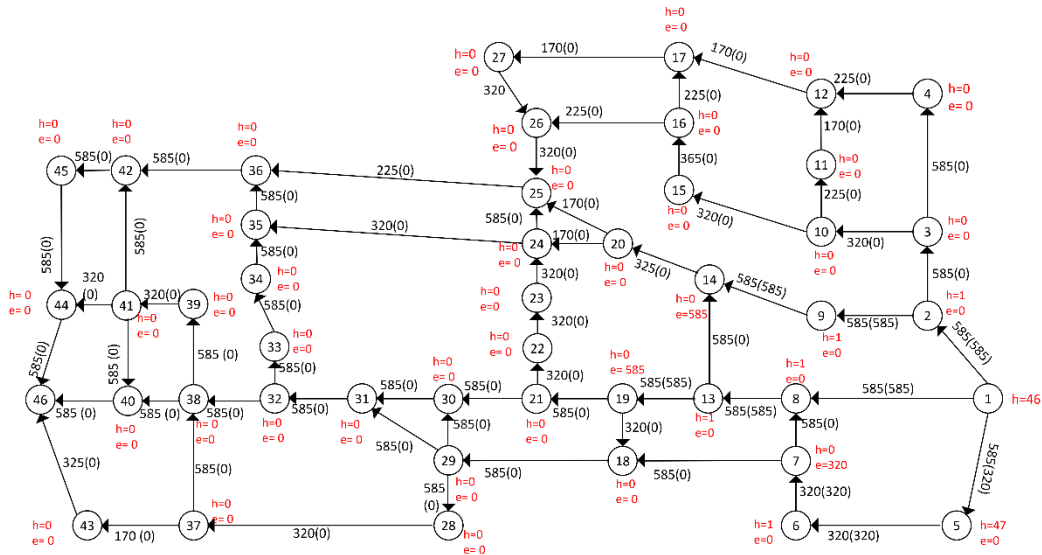 h=0
h=0
e= 0
27
170(0)
17
170(0)
h=0
e= 0
h=0
e= 0
12
225(0)
4
h=0
e= 0
320
225(0)
h=0
e= 0
26
225(0)
16
h=0
e= 0
170(0)
h=0
e= 0
h=0
e= 0
h=0
e= 0
320(0)
365(0)
11
h=0
e= 0
585(0)
45
585(0)
42
585(0)
36
225(0)
h=0
e= 0
25
15
h=0
e= 0
320(0)
225(0)
585(0)
h=0
e= 0
35
320(0)
585(0)
170(0)
24
170(0)
20
10
320(0)
3
h=0
e= 0
585(0)
585(0)
585(0)
h=0
e= 0
h=0
e= 0
h=0
e= 0
325(0)
34
h=0
e= 0
320(0)
14
h=0
e=585
585(585)
585(0)
h=0
e= 0
44
320
(0)
41
320(0)
39
h=0
e= 0
h=0
e= 0
23
9
585(585)
2
h=1
e=0
h=0
e= 0
585(0)
320(0)
h=1
e=0
33
h=0
e=0
h=0
e= 0
22
585(0)
585(585)
585(0)
585 (0)
585 (0)
585(0)
h=0
e= 0
320(0)
h=0
e= 585
h=1
e=0
585(585)
46
585 (0)
40
585 (0)
38
585(0)
32
585(0)
31
585(0)
30
585(0)
21
585(0)
19
585(585)
13
585(585)
8
1
h=46
h=0
e= 0
h=0
e= 0
h=0
e= 0
h=1
e=0
585(0)
585(0)
585(0)
320(0)
585(0)
325(0)
585(0)
29
585(0)
18
585(0)
7
h=0
e=320
585(320)
585
(0)
h=0
e= 0
h=0
e= 0
320(320)
h=0
e= 0
43
170 (0)
37
320(0)
28
h=0
e= 0
h=1
e=0
6
320(320)
5
h=47
e=0